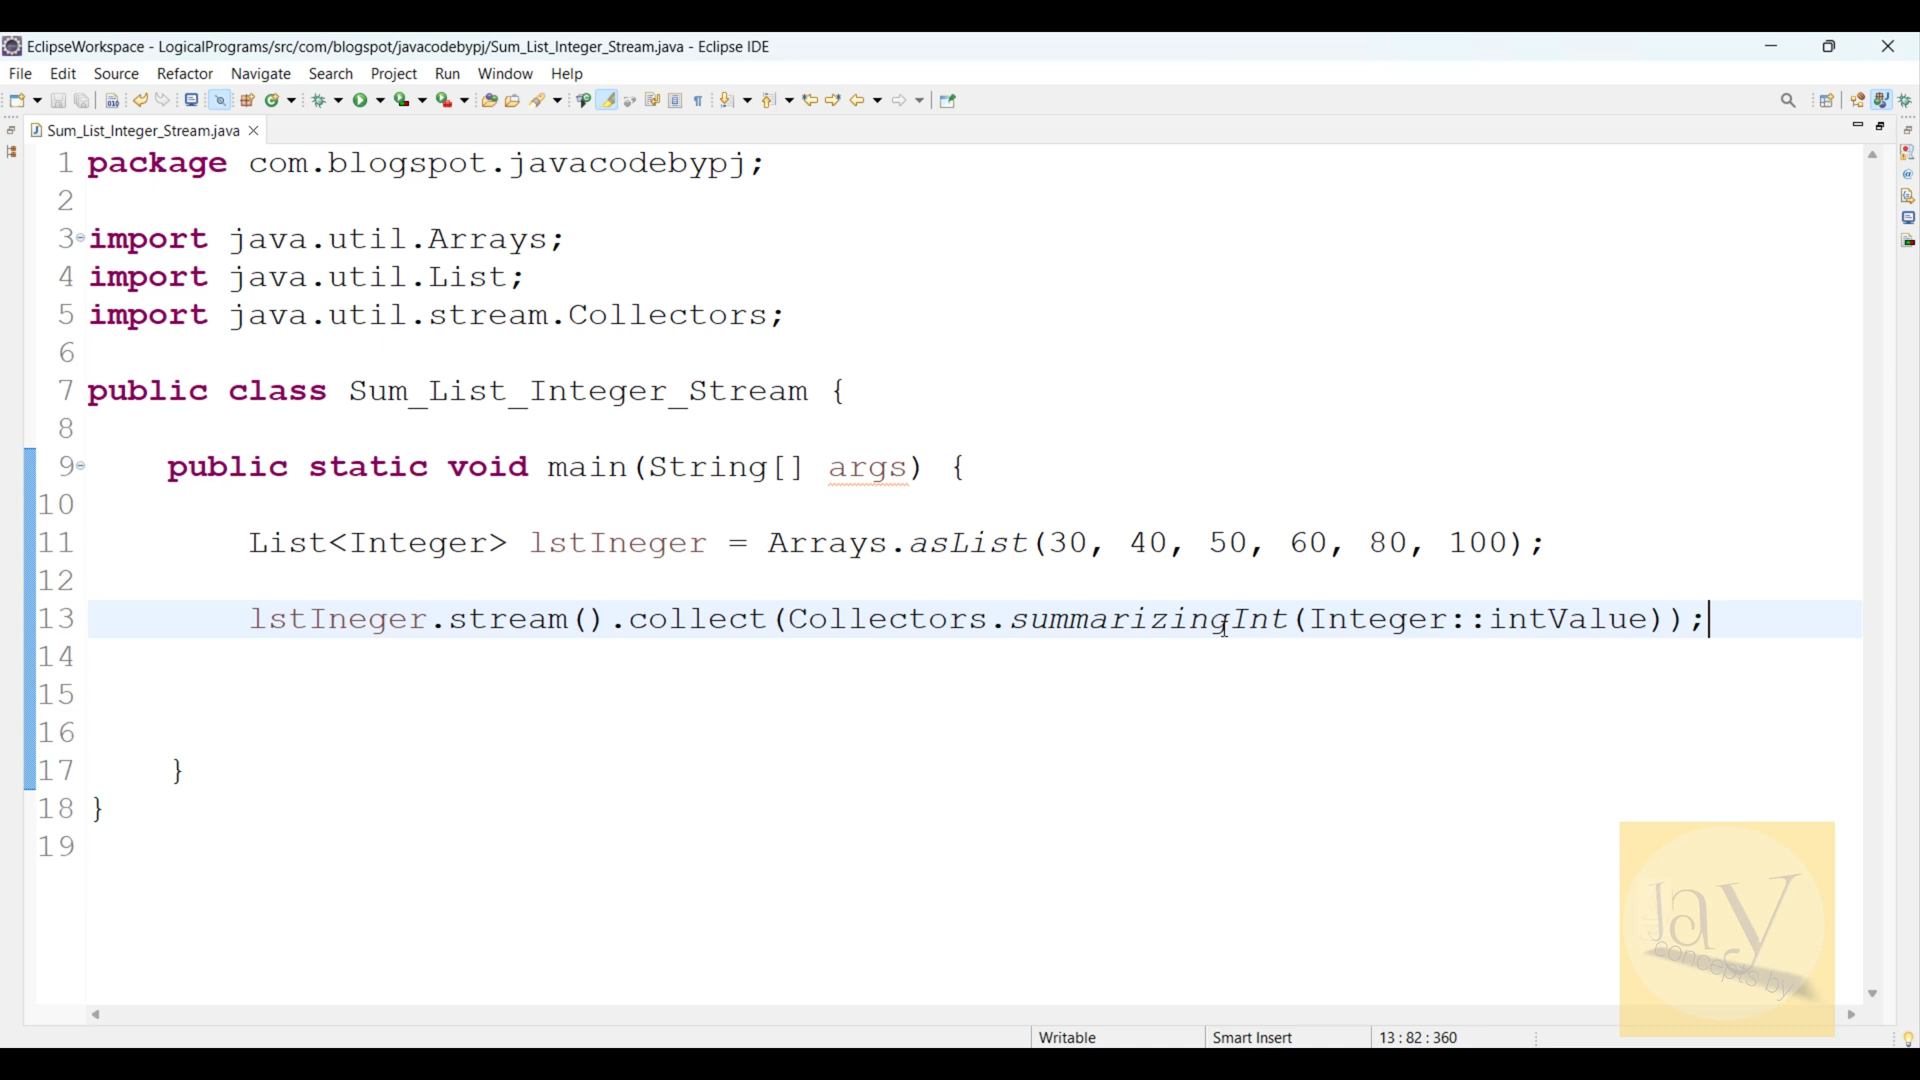 EclipseWorkspace - LogicalPrograms/src/com/blogspot/javacodebypj/Sum_List_Integer_Stream.java - Eclipse IDE
File Edit Source Refactor Navigate Search Project Run Window Help
Sum_List_Integer_Stream.java
1 package com.blogspot.javacodebypj;
2
3 import java.util.Arrays;
4 import java.util.List;
5 import java.util.stream.Collectors;
6
7 public class Sum_List_Integer_Stream {
8
9 public static void main(String[] args) {
10
11 List<Integer> lstIneger = Arrays.asList(30, 40, 50, 60, 80, 100);
12
13 lstIneger.stream().collect(Collectors.summarizingInt(Integer::intValue));
14
15
16
17 }
18 }
19
Jay
concepts by
Writable Smart Insert 13 : 82 : 360